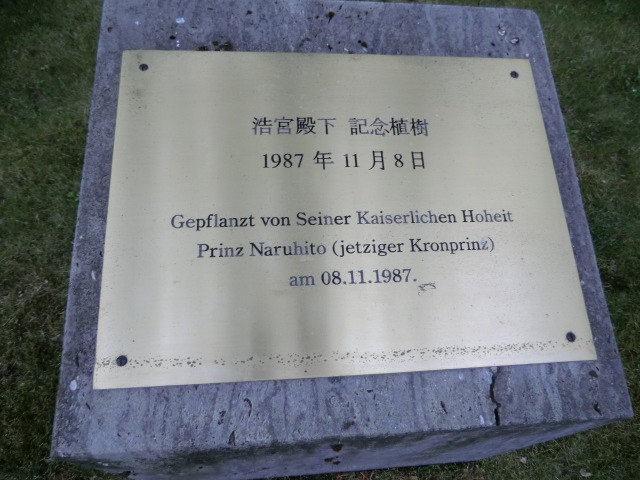 浩宮殿下 記念植樹
1987 年 11 月 8 日
Gepflanzt von Seiner Kaiserlichen Hoheit
Prinz Naruhito (jetziger Kronprinz)
am 08.11.1987.